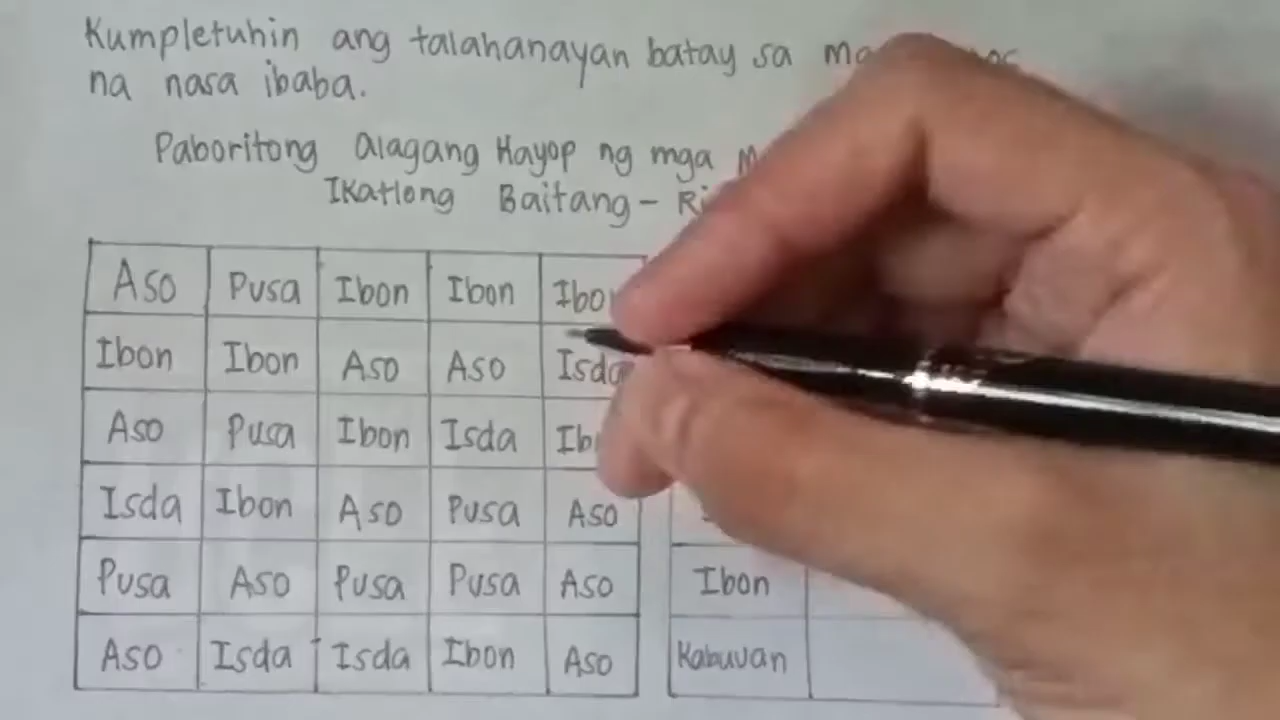 Kumpletuhin ang talahanayan batay sa
na nasa ibaba.
Paboritong Alagang Hayop ng mga
Ikatlong Baitang -
Aso Pusa Ibon Ibon Ibon
Ibon Ibon Aso Aso Isda
Aso Pusa Ibon Isda
Isda Ibon Aso Pusa Aso
Pusa Aso Pusa Pusa Aso Ibon
Aso Isda Isda Ibon Aso Kabuuan